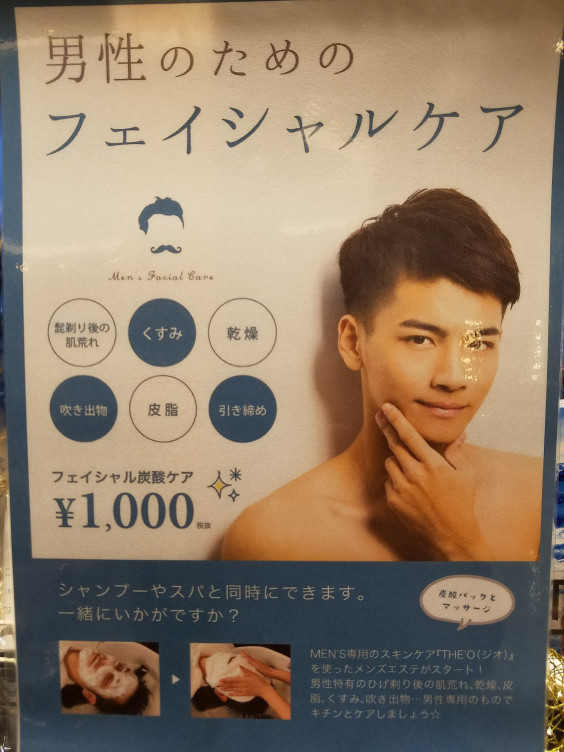 男性のための
フェイシャルケア
Men's Facial Care
髭剃り後の
肌荒れ
くすみ
乾燥
吹き出物
皮脂
引き締め
フェイシャル炭酸ケア
¥1,000 税抜
シャンプーやスパと同時にできます。
一緒にいかがですか？
炭酸パックと
マッサージ
MEN'S専用のスキンケア『THE'O（ジオ）』
を使ったメンズエステがスタート！
男性特有のひげ剃り後の肌荒れ、乾燥、皮
脂、くすみ、吹き出物…男性専用のもので
キチンとケアしましょう☆